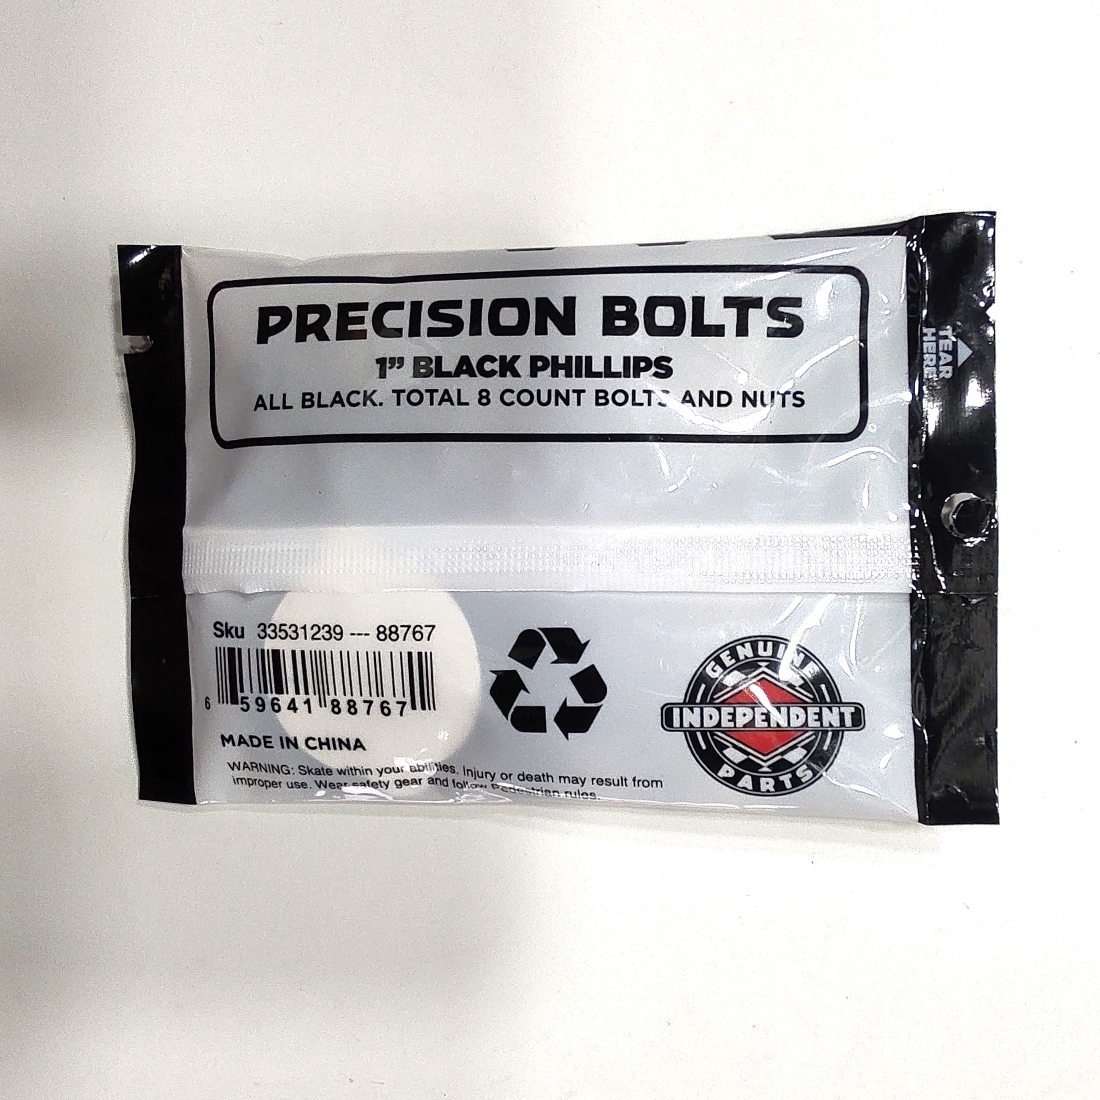 PRECISION BOLTS
1” BLACK PHILLIPS
ALL BLACK. TOTAL 8 COUNT BOLTS AND NUTS
TEAR
HERE
Sku 33531239 --- 88767
6 59641 88767
MADE IN CHINA
WARNING: Skate within your abilities. Injury or death may result from
improper use. Wear safety gear and follow Pedestrian rules.
GENUINE
INDEPENDENT
PARTS